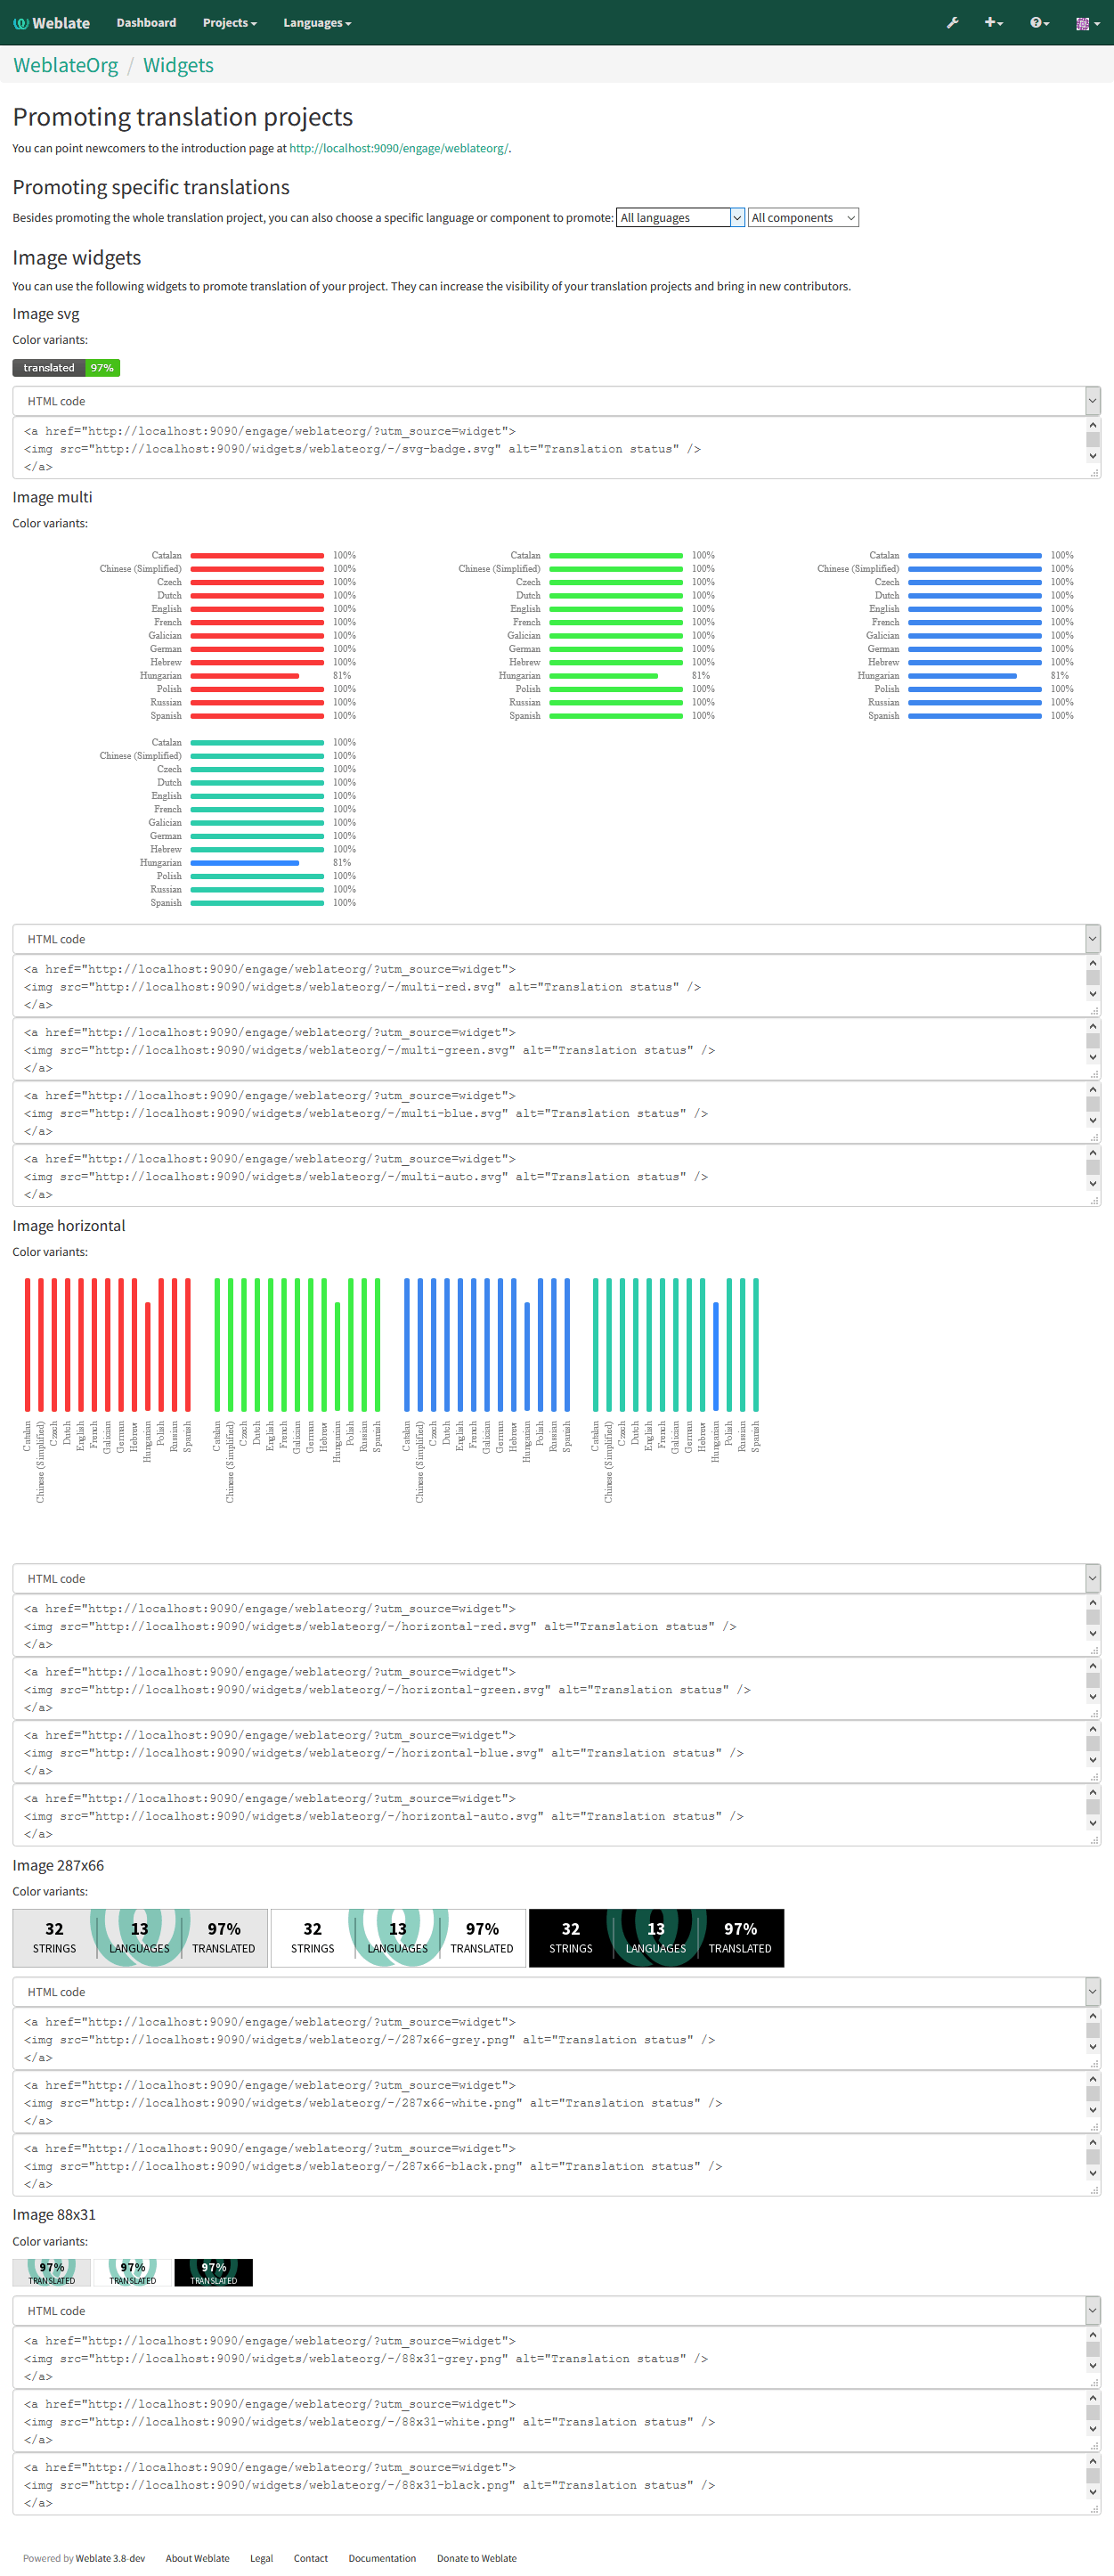 Weblate Dashboard Projects Languages
WeblateOrg / Widgets
Promoting translation projects
You can point newcomers to the introduction page at http://localhost:9090/engage/weblateorg/.
Promoting specific translations
Besides promoting the whole translation project, you can also choose a specific language or component to promote: All languages All components
Image widgets
You can use the following widgets to promote translation of your project. They can increase the visibility of your translation projects and bring in new contributors.
Image svg
Color variants:
translated 97%
HTML code
<a href="http://localhost:9090/engage/weblateorg/?utm_source=widget">
<img src="http://localhost:9090/widgets/weblateorg/-/svg-badge.svg" alt="Translation status" />
</a>
Image multi
Color variants:
Catalan 100% Catalan 100% Catalan 100%
Chinese (Simplified) 100% Chinese (Simplified) 100% Chinese (Simplified) 100%
Czech 100% Czech 100% Czech 100%
Dutch 100% Dutch 100% Dutch 100%
English 100% English 100% English 100%
French 100% French 100% French 100%
Galician 100% Galician 100% Galician 100%
German 100% German 100% German 100%
Hebrew 100% Hebrew 100% Hebrew 100%
Hungarian 81% Hungarian 81% Hungarian 81%
Polish 100% Polish 100% Polish 100%
Russian 100% Russian 100% Russian 100%
Spanish 100% Spanish 100% Spanish 100%
Catalan 100%
Chinese (Simplified) 100%
Czech 100%
Dutch 100%
English 100%
French 100%
Galician 100%
German 100%
Hebrew 100%
Hungarian 81%
Polish 100%
Russian 100%
Spanish 100%
HTML code
<a href="http://localhost:9090/engage/weblateorg/?utm_source=widget">
<img src="http://localhost:9090/widgets/weblateorg/-/multi-red.svg" alt="Translation status" />
</a>
<a href="http://localhost:9090/engage/weblateorg/?utm_source=widget">
<img src="http://localhost:9090/widgets/weblateorg/-/multi-green.svg" alt="Translation status" />
</a>
<a href="http://localhost:9090/engage/weblateorg/?utm_source=widget">
<img src="http://localhost:9090/widgets/weblateorg/-/multi-blue.svg" alt="Translation status" />
</a>
<a href="http://localhost:9090/engage/weblateorg/?utm_source=widget">
<img src="http://localhost:9090/widgets/weblateorg/-/multi-auto.svg" alt="Translation status" />
</a>
Image horizontal
Color variants:
Catalan
Chinese (Simplified)
Czech
Dutch
English
French
Galician
German
Hebrew
Hungarian
Polish
Russian
Spanish
Catalan
Chinese (Simplified)
Czech
Dutch
English
French
Galician
German
Hebrew
Hungarian
Polish
Russian
Spanish
Catalan
Chinese (Simplified)
Czech
Dutch
English
French
Galician
German
Hebrew
Hungarian
Polish
Russian
Spanish
Catalan
Chinese (Simplified)
Czech
Dutch
English
French
Galician
German
Hebrew
Hungarian
Polish
Russian
Spanish
HTML code
<a href="http://localhost:9090/engage/weblateorg/?utm_source=widget">
<img src="http://localhost:9090/widgets/weblateorg/-/horizontal-red.svg" alt="Translation status" />
</a>
<a href="http://localhost:9090/engage/weblateorg/?utm_source=widget">
<img src="http://localhost:9090/widgets/weblateorg/-/horizontal-green.svg" alt="Translation status" />
</a>
<a href="http://localhost:9090/engage/weblateorg/?utm_source=widget">
<img src="http://localhost:9090/widgets/weblateorg/-/horizontal-blue.svg" alt="Translation status" />
</a>
<a href="http://localhost:9090/engage/weblateorg/?utm_source=widget">
<img src="http://localhost:9090/widgets/weblateorg/-/horizontal-auto.svg" alt="Translation status" />
</a>
Image 287x66
Color variants:
32 13 97% 32 13 97% 32 13 97%
STRINGS LANGUAGES TRANSLATED STRINGS LANGUAGES TRANSLATED STRINGS LANGUAGES TRANSLATED
HTML code
<a href="http://localhost:9090/engage/weblateorg/?utm_source=widget">
<img src="http://localhost:9090/widgets/weblateorg/-/287x66-grey.png" alt="Translation status" />
</a>
<a href="http://localhost:9090/engage/weblateorg/?utm_source=widget">
<img src="http://localhost:9090/widgets/weblateorg/-/287x66-white.png" alt="Translation status" />
</a>
<a href="http://localhost:9090/engage/weblateorg/?utm_source=widget">
<img src="http://localhost:9090/widgets/weblateorg/-/287x66-black.png" alt="Translation status" />
</a>
Image 88x31
Color variants:
97% 97% 97%
TRANSLATED TRANSLATED TRANSLATED
HTML code
<a href="http://localhost:9090/engage/weblateorg/?utm_source=widget">
<img src="http://localhost:9090/widgets/weblateorg/-/88x31-grey.png" alt="Translation status" />
</a>
<a href="http://localhost:9090/engage/weblateorg/?utm_source=widget">
<img src="http://localhost:9090/widgets/weblateorg/-/88x31-white.png" alt="Translation status" />
</a>
<a href="http://localhost:9090/engage/weblateorg/?utm_source=widget">
<img src="http://localhost:9090/widgets/weblateorg/-/88x31-black.png" alt="Translation status" />
</a>
Powered by Weblate 3.8-dev About Weblate Legal Contact Documentation Donate to Weblate